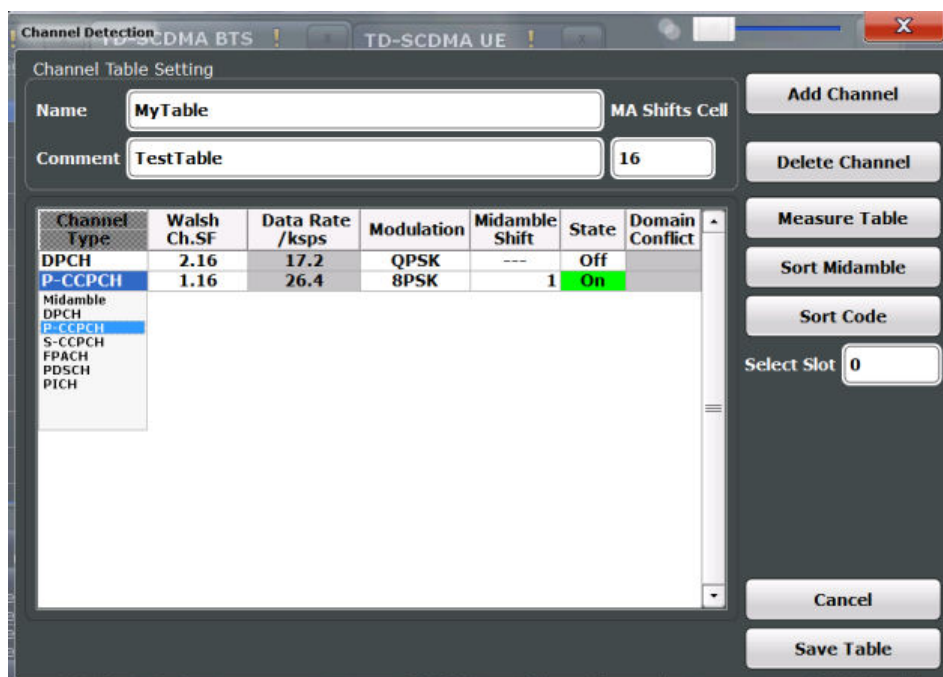 Channel Detection
TD-SCDMA BTS ! x TD-SCDMA UE ! x
X
Channel Table Setting
Name MyTable MA Shifts Cell
Comment TestTable 16
Channel Type Walsh Ch.SF Data Rate /ksps Modulation Midamble Shift State Domain Conflict
DPCH 2.16 17.2 QPSK --- Off
P-CCPCH 1.16 26.4 8PSK 1 On
Midamble
DPCH
P-CCPCH
S-CCPCH
FPACH
PDSCH
PICH
Add Channel
Delete Channel
Measure Table
Sort Midamble
Sort Code
Select Slot 0
Cancel
Save Table